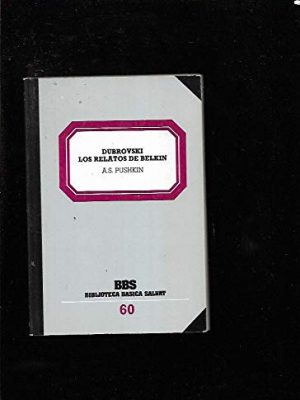 DUBROVSKI
LOS RELATOS DE BELKIN
A.S. PUSHKIN
BBS
BIBLIOTECA BASICA SALVAT
60